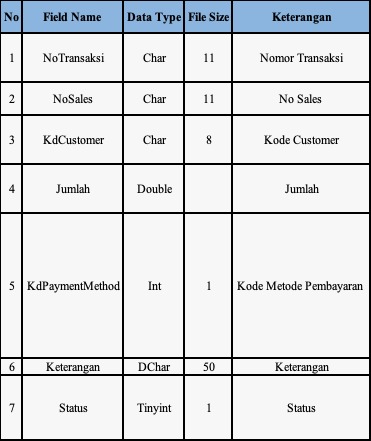 No Field Name Data Type File Size Keterangan
1 NoTransaksi Char 11 Nomor Transaksi
2 NoSales Char 11 No Sales
3 KdCustomer Char 8 Kode Customer
4 Jumlah Double Jumlah
5 KdPaymentMethod Int 1 Kode Metode Pembayaran
6 Keterangan DChar 50 Keterangan
7 Status Tinyint 1 Status